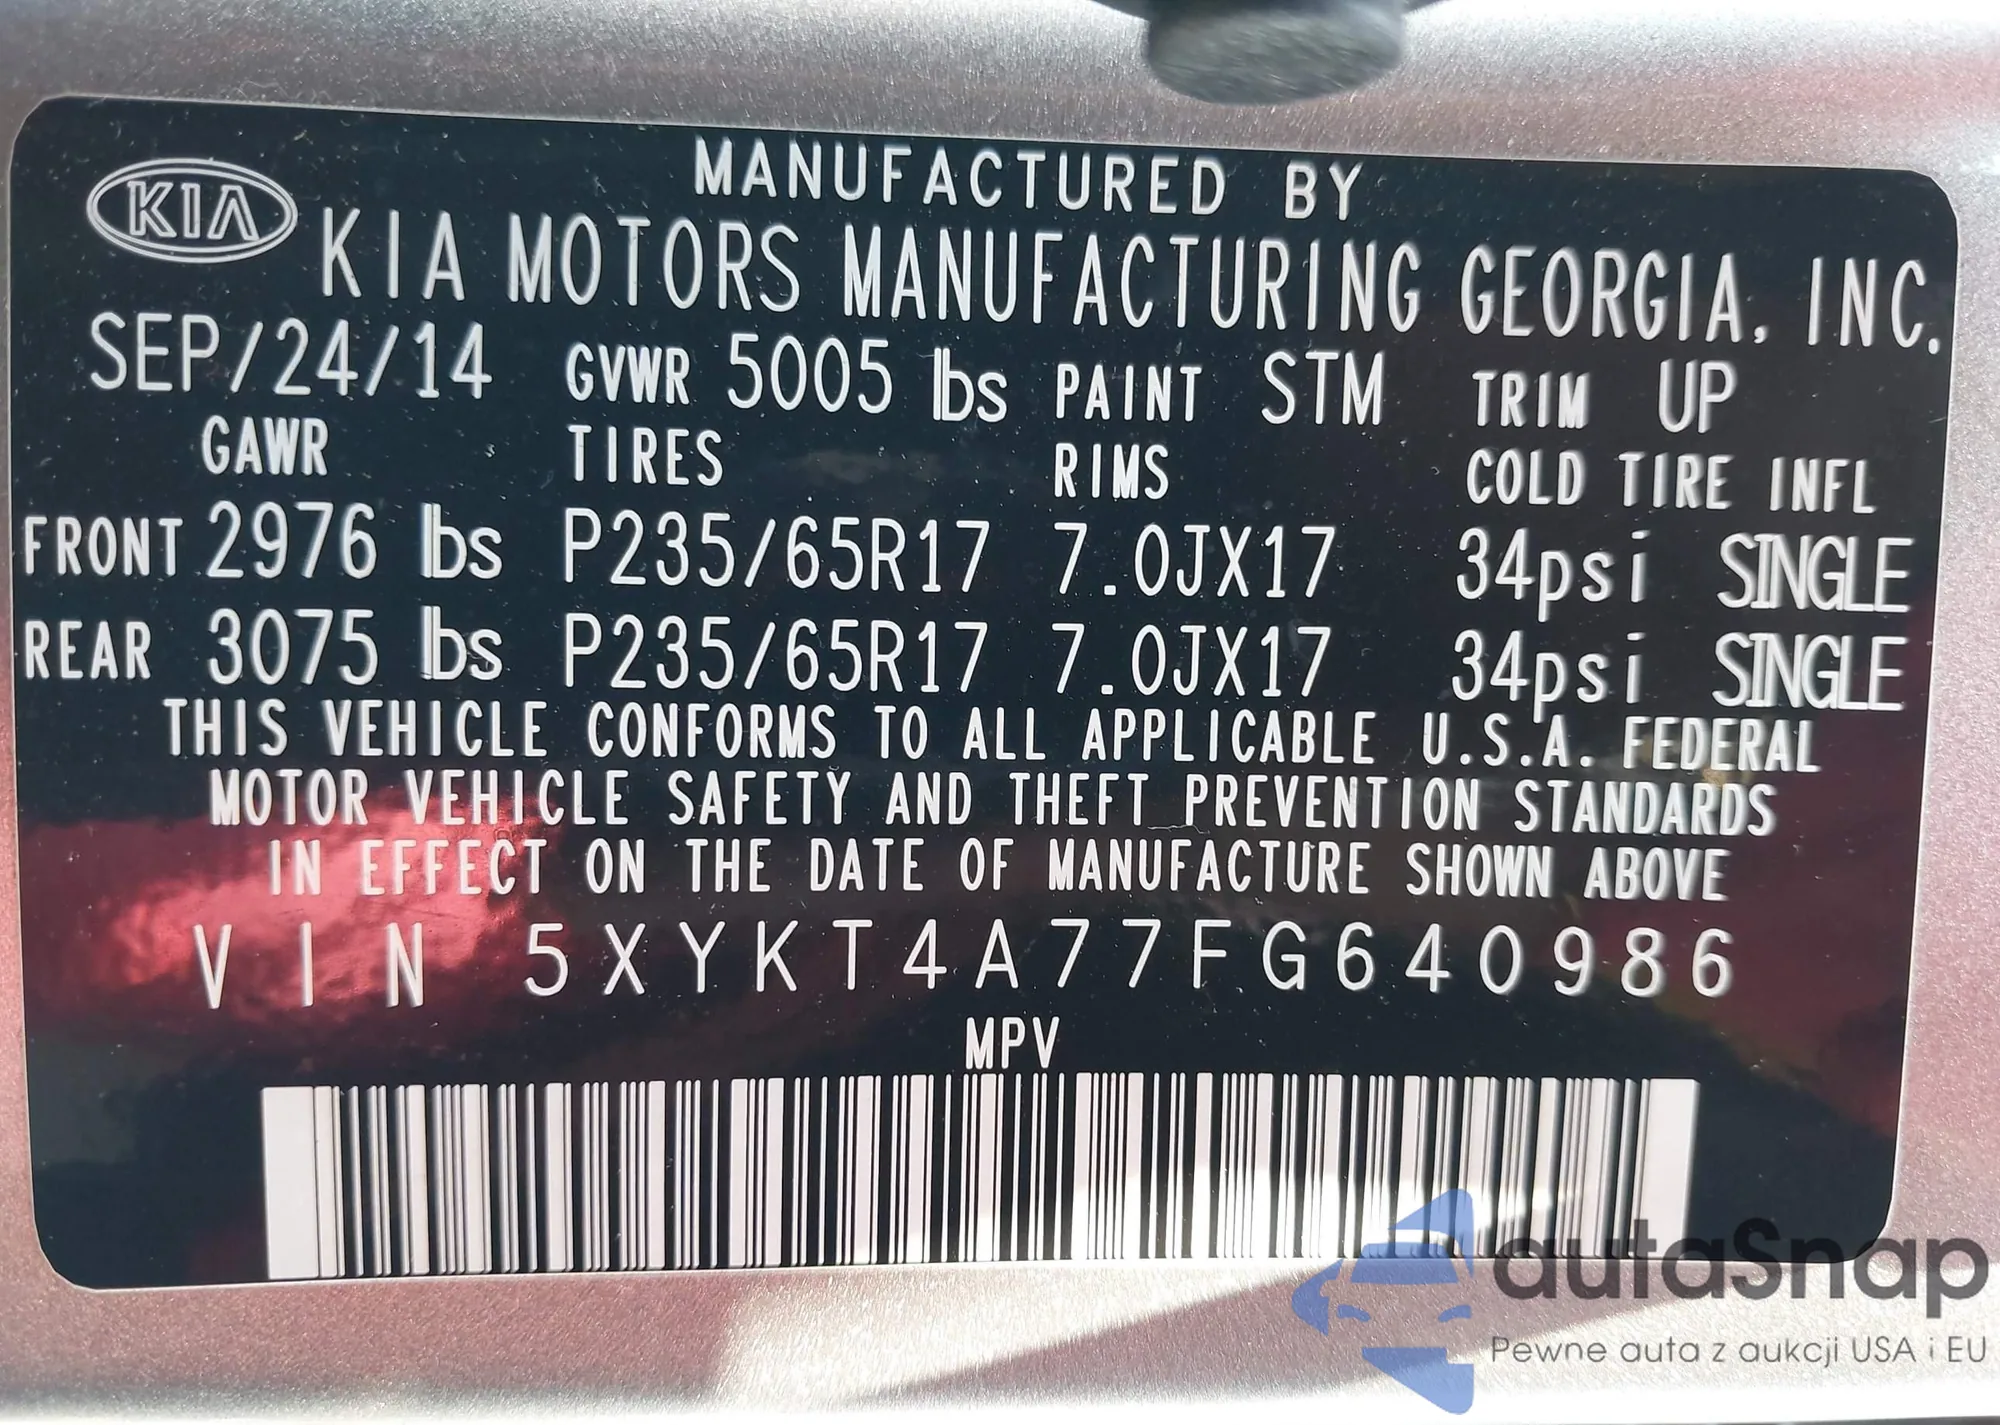 MANUFACTURED BY
KIA KIA MOTORS MANUFACTURING GEORGIA, INC.
SEP/24/14 GVWR 5005 lbs PAINT STM TRIM UP
GAWR TIRES RIMS COLD TIRE INFL
FRONT 2976 lbs P235/65R17 7.0JX17 34psi SINGLE
REAR 3075 lbs P235/65R17 7.0JX17 34psi SINGLE
THIS VEHICLE CONFORMS TO ALL APPLICABLE U.S.A. FEDERAL
MOTOR VEHICLE SAFETY AND THEFT PREVENTION STANDARDS
IN EFFECT ON THE DATE OF MANUFACTURE SHOWN ABOVE
VIN 5XYKT4A77FG640986
MPV
autaSnap
Pewne auta z aukcji USA i EU